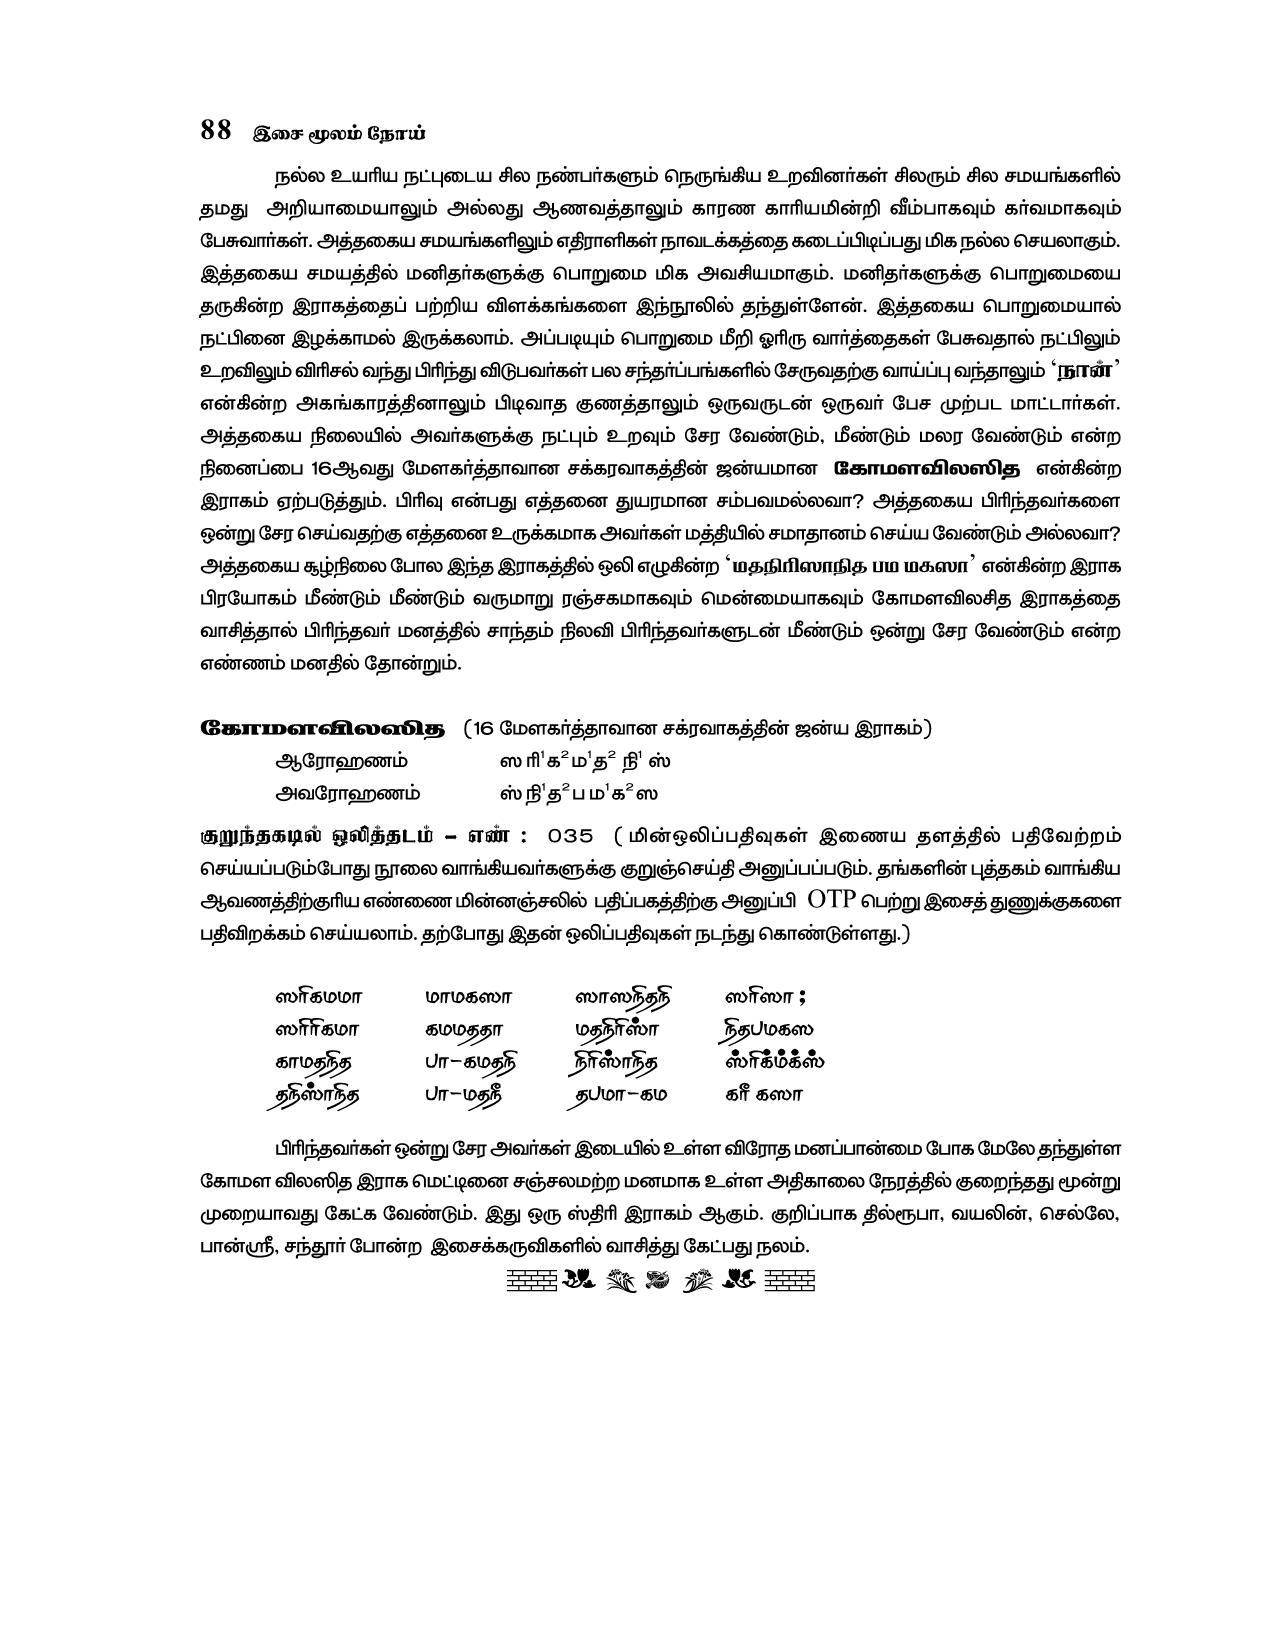 88 இசை மூலம் நோய்
நல்ல உயரிய நட்புடைய சில நண்பர்களும் நெருங்கிய உறவினர்கள் சிலரும் சில சமயங்களில்
தமது அறியாமையாலும் அல்லது ஆணவத்தாலும் காரண காரியமின்றி வீம்பாகவும் கர்வமாகவும்
பேசுவார்கள். அத்தகைய சமயங்களிலும் எதிராளிகள் நாவடக்கத்தை கடைப்பிடிப்பது மிக நல்ல செயலாகும்.
இத்தகைய சமயத்தில் மனிதர்களுக்கு பொறுமை மிக அவசியமாகும். மனிதர்களுக்கு பொறுமையை
தருகின்ற இராகத்தைப் பற்றிய விளக்கங்களை இந்நூலில் தந்துள்ளேன். இத்தகைய பொறுமையால்
நட்பினை இழக்காமல் இருக்கலாம். அப்படியும் பொறுமை மீறி ஓரிரு வார்த்தைகள் பேசுவதால் நட்பிலும்
உறவிலும் விரிசல் வந்து பிரிந்து விடுபவர்கள் பல சந்தர்ப்பங்களில் சேருவதற்கு வாய்ப்பு வந்தாலும் ‘நான்’
என்கின்ற அகங்காரத்தினாலும் பிடிவாத குணத்தாலும் ஒருவருடன் ஒருவர் பேச முற்பட மாட்டார்கள்.
அத்தகைய நிலையில் அவர்களுக்கு நட்பும் உறவும் சேர வேண்டும், மீண்டும் மலர வேண்டும் என்ற
நினைப்பை 16ஆவது மேளகர்த்தாவான சக்கரவாகத்தின் ஜன்யமான கோமளவிலஸித என்கின்ற
இராகம் ஏற்படுத்தும். பிரிவு என்பது எத்தனை துயரமான சம்பவமல்லவா? அத்தகைய பிரிந்தவர்களை
ஒன்று சேர செய்வதற்கு எத்தனை உருக்கமாக அவர்கள் மத்தியில் சமாதானம் செய்ய வேண்டும் அல்லவா?
அத்தகைய சூழ்நிலை போல இந்த இராகத்தில் ஒலி எழுகின்ற ‘மதநிரிஸாநித பம மகஸா’ என்கின்ற இராக
பிரயோகம் மீண்டும் மீண்டும் வருமாறு ரஞ்சகமாகவும் மென்மையாகவும் கோமளவிலசித இராகத்தை
வாசித்தால் பிரிந்தவர் மனத்தில் சாந்தம் நிலவி பிரிந்தவர்களுடன் மீண்டும் ஒன்று சேர வேண்டும் என்ற
எண்ணம் மனதில் தோன்றும்.
கோமளவிலஸித (16 மேளகர்த்தாவான சக்ரவாகத்தின் ஜன்ய இராகம்)
ஆரோஹணம் ஸ ரி¹க²ம¹த² நி¹ ஸ்
அவரோஹணம் ஸ் நி¹த²ப ம¹க²ஸ
குறுந்தகடில் ஒலித்தடம் – எண் : 035 ( மின்ஒலிப்பதிவுகள் இணைய தளத்தில் பதிவேற்றம்
செய்யப்படும்போது நூலை வாங்கியவர்களுக்கு குறுஞ்செய்தி அனுப்பப்படும். தங்களின் புத்தகம் வாங்கிய
ஆவணத்திற்குரிய எண்ணை மின்னஞ்சலில் பதிப்பகத்திற்கு அனுப்பி OTP பெற்று இசைத் துணுக்குகளை
பதிவிறக்கம் செய்யலாம். தற்போது இதன் ஒலிப்பதிவுகள் நடந்து கொண்டுள்ளது.)
ஸரிகமமா மாமகஸா ஸாஸநிதநி ஸரிஸா ;
ஸரிரிகமா கமமததா மதநிரிஸ்ா நிதபமகஸ
காமதநித பா–கமதநி நிரிஸ்ாநித ஸ்ரிக்ம்க்ஸ்
தநிஸ்ாநித பா–மதநீ தபமா–கம கரீ கஸா
பிரிந்தவர்கள் ஒன்று சேர அவர்கள் இடையில் உள்ள விரோத மனப்பான்மை போக மேலே தந்துள்ள
கோமள விலஸித இராக மெட்டினை சஞ்சலமற்ற மனமாக உள்ள அதிகாலை நேரத்தில் குறைந்தது மூன்று
முறையாவது கேட்க வேண்டும். இது ஒரு ஸ்திரி இராகம் ஆகும். குறிப்பாக தில்ரூபா, வயலின், செல்லே,
பான்ஸ்ரீ, சந்தூர் போன்ற இசைக்கருவிகளில் வாசித்து கேட்பது நலம்.